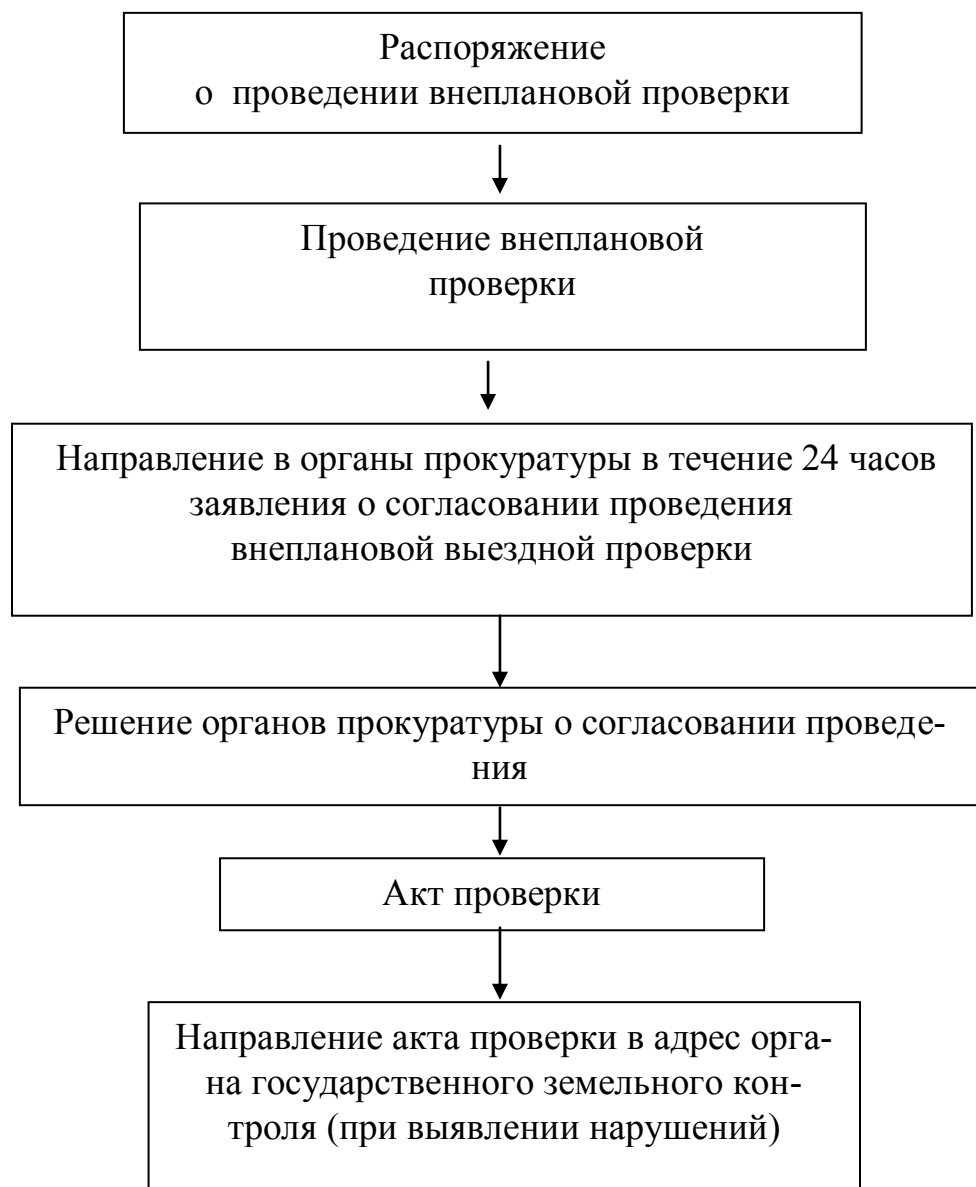 Распоряжение
о проведении внеплановой проверки
Проведение внеплановой
проверки
Направление в органы прокуратуры в течение 24 часов
заявления о согласовании проведения
внеплановой выездной проверки
Решение органов прокуратуры о согласовании проведе-
ния
Акт проверки
Направление акта проверки в адрес орга-
на государственного земельного кон-
троля (при выявлении нарушений)